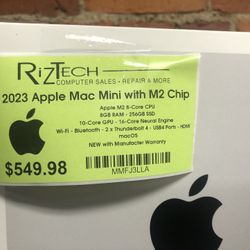 RIZTECH
COMPUTER SALES - REPAIR & MORE
2023 Apple Mac Mini with M2 Chip
Apple M2 8-Core CPU
8GB RAM - 256GB SSD
10-Core GPU - 16-Core Neural Engine
Wi-Fi - Bluetooth - 2 x Thunderbolt 4 - USB4 Ports - HDMI
macOS
NEW with Manufacter Warranty
$549.98
MMFJ3LLA